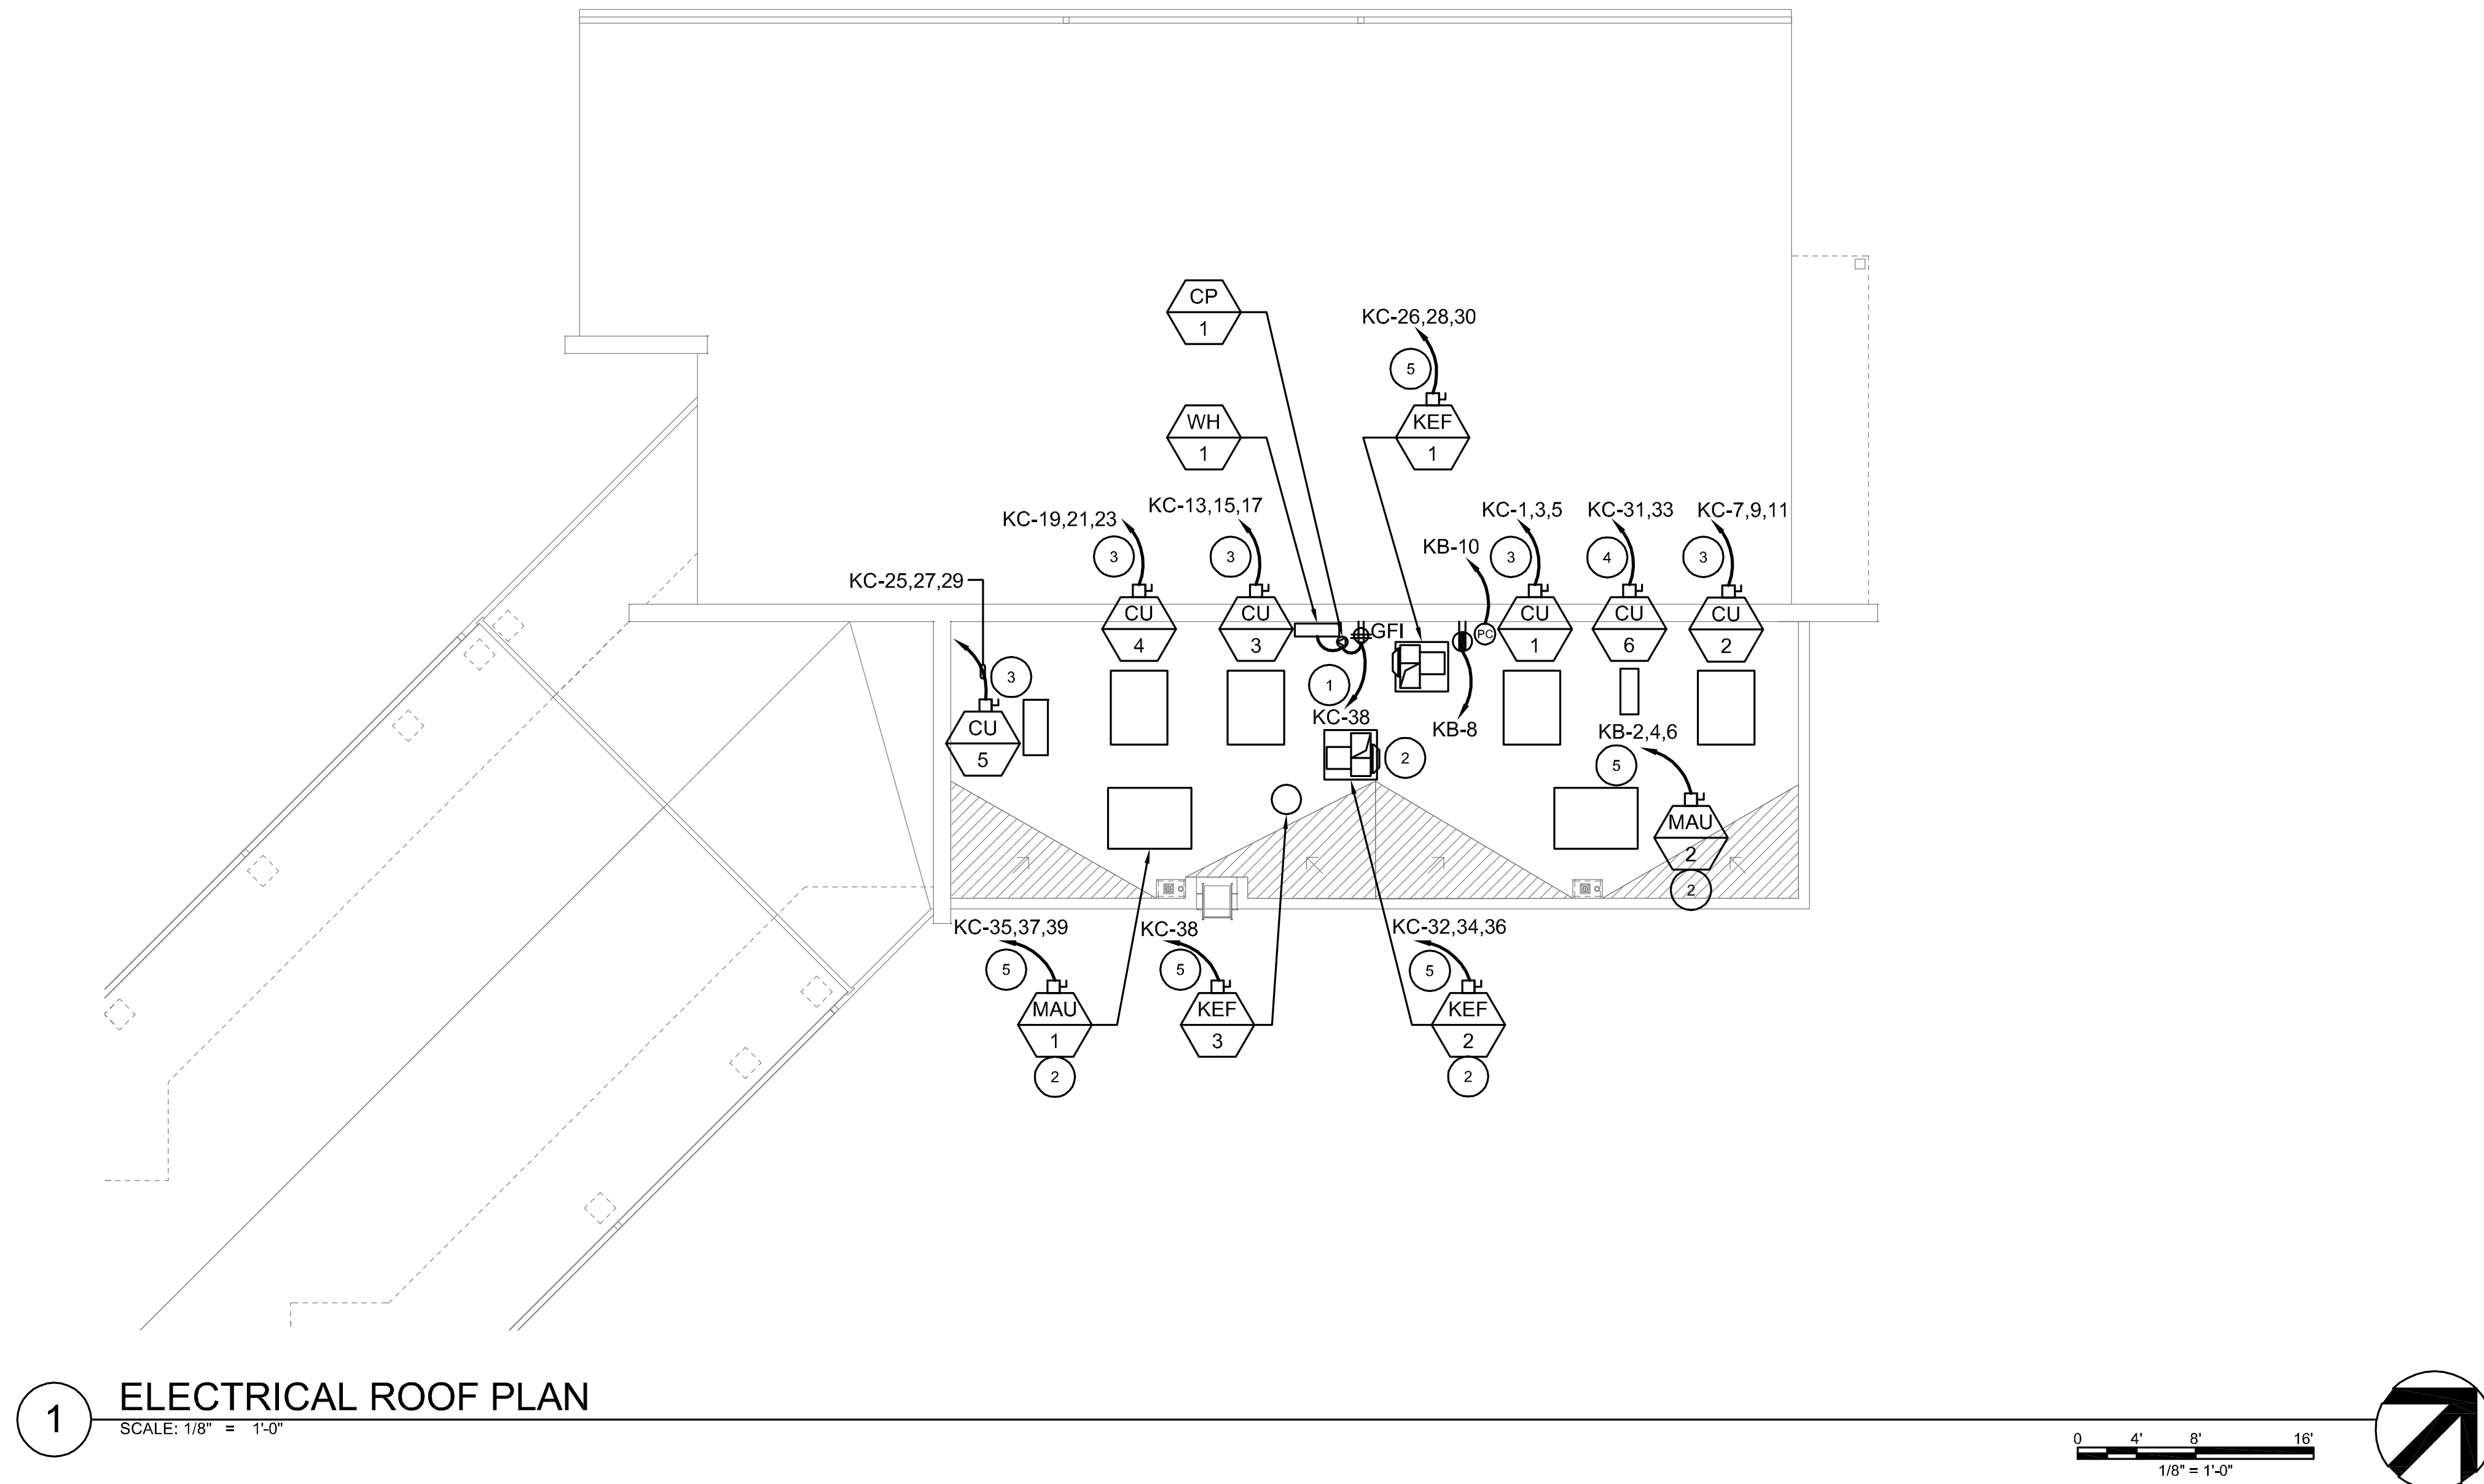 CP
1
KC-26,28,30
5
WH
1
KEF
1
KC-19,21,23
KC-13,15,17
KC-1,3,5
KC-31,33
KC-7,9,11
3
3
KB-10
3
4
3
KC-25,27,29
CU
4
CU
3
GFI
PC
CU
1
CU
6
CU
2
3
1
KC-38
KB-8
CU
5
2
KB-2,4,6
5
MAU
2
2
KC-35,37,39
KC-38
KC-32,34,36
5
5
5
MAU
1
2
KEF
3
KEF
2
2
1
ELECTRICAL ROOF PLAN
SCALE: 1/8" = 1'-0"
0 4' 8' 16'
1/8" = 1'-0"